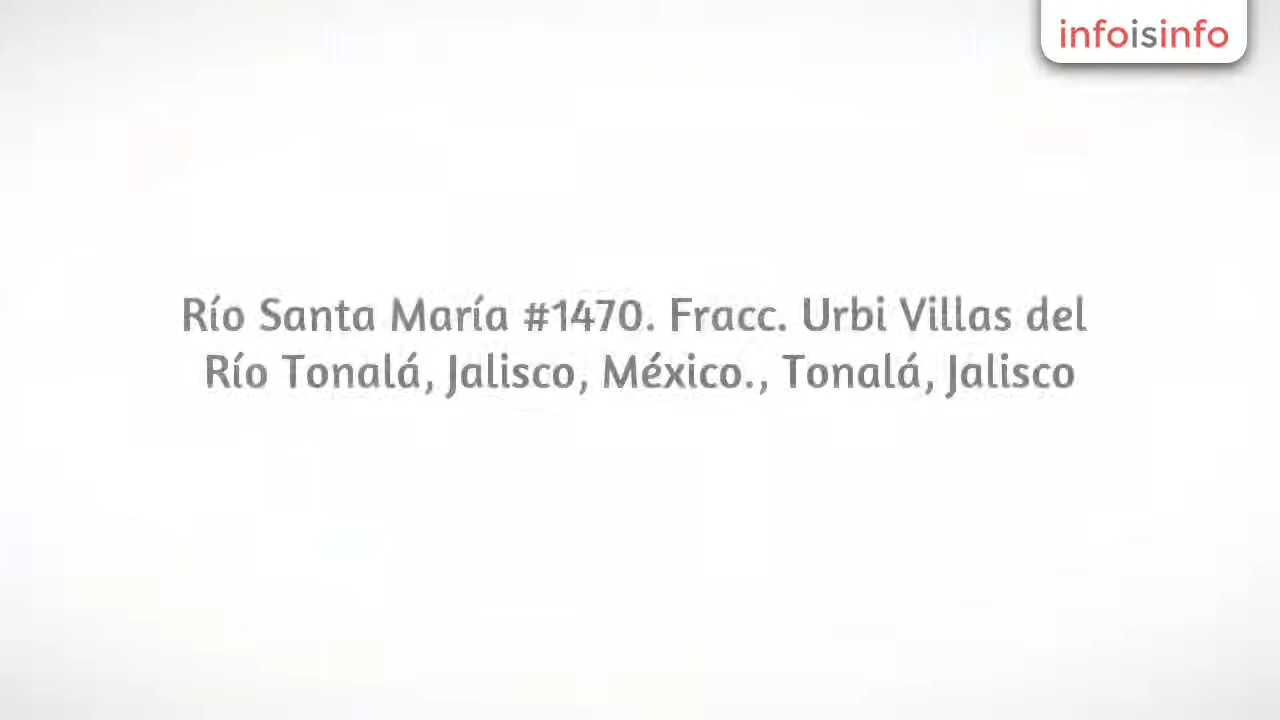 infoisinfo
Río Santa María #1470. Fracc. Urbi Villas del
Río Tonalá, Jalisco, México., Tonalá, Jalisco